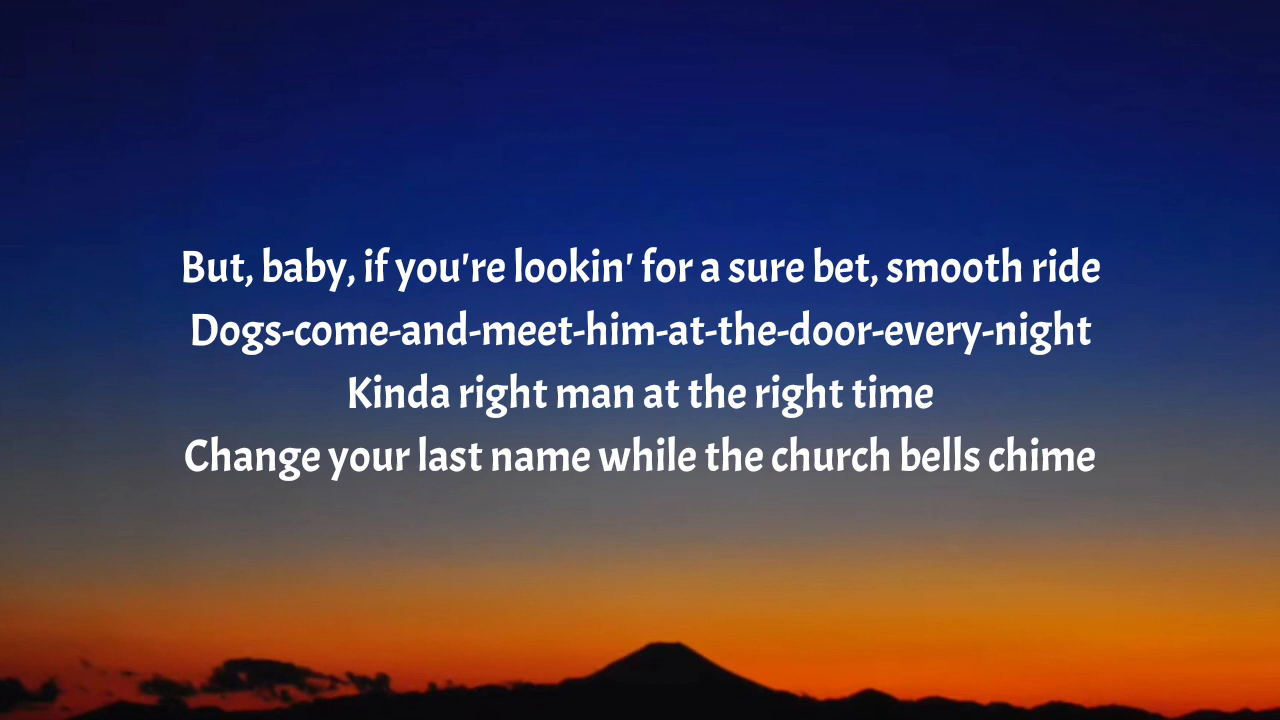 But, baby, if you're lookin' for a sure bet, smooth ride
Dogs-come-and-meet-him-at-the-door-every-night
Kinda right man at the right time
Change your last name while the church bells chime